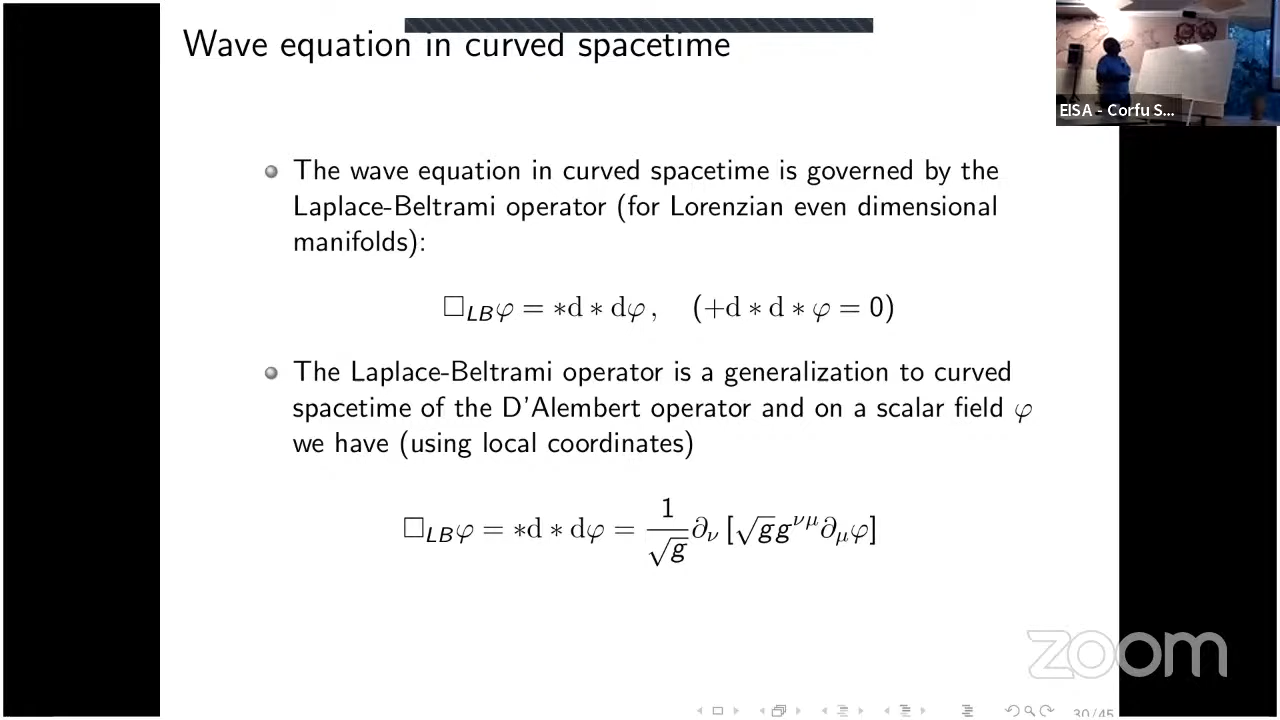 Wave equation in curved spacetime
EISA - Corfu S...
The wave equation in curved spacetime is governed by the
Laplace-Beltrami operator (for Lorenzian even dimensional
manifolds):
□_{LB}φ = ∗d ∗ dφ , (+d ∗ d ∗ φ = 0)
The Laplace-Beltrami operator is a generalization to curved
spacetime of the D'Alembert operator and on a scalar field φ
we have (using local coordinates)
□_{LB}φ = ∗d ∗ dφ = \frac{1}{\sqrt{g}} ∂_ν [\sqrt{g}g^{νμ}∂_μφ]
zoom
30/45